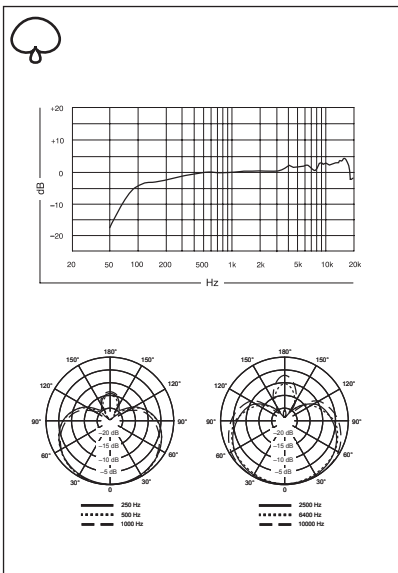 +20
+10
0
−10
−20
dB
20 50 100 200 500 1k 2k 5k 10k 20k
Hz
180° 180°
150° 150° 150° 150°
120° 120° 120° 120°
90° 90° 90° 90°
−20 dB −20 dB
−15 dB −15 dB
60° −10 dB 60° 60° −10 dB 60°
−5 dB −5 dB
30° 30° 30° 30°
0 0
250 Hz 2500 Hz
500 Hz 6400 Hz
1000 Hz 10000 Hz